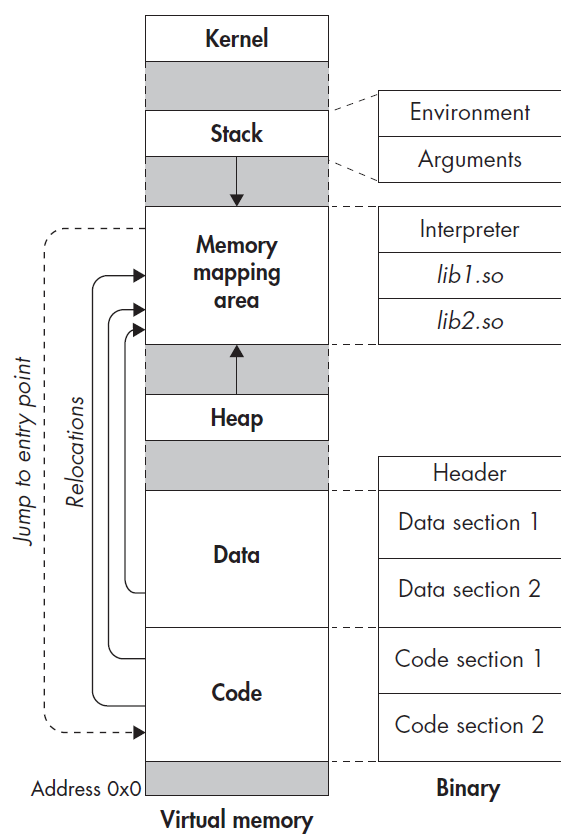 Kernel
Stack
Environment
Arguments
Memory
mapping
area
Interpreter
lib1.so
lib2.so
Heap
Jump to entry point
Relocations
Header
Data
Data section 1
Data section 2
Code
Code section 1
Code section 2
Address 0x0
Binary
Virtual memory